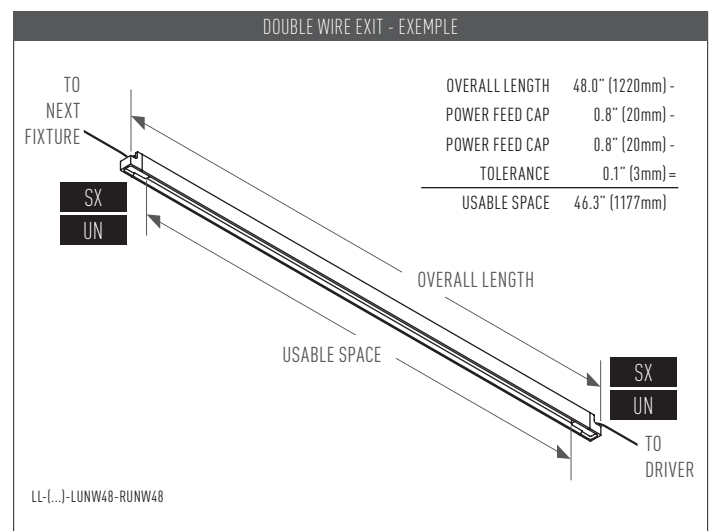 DOUBLE WIRE EXIT - EXEMPLE
TO
NEXT
FIXTURE
OVERALL LENGTH 48.0" (1220mm) -
POWER FEED CAP 0.8" (20mm) -
POWER FEED CAP 0.8" (20mm) -
TOLERANCE 0.1" (3mm) =
USABLE SPACE 46.3" (1177mm)
SX
UN
OVERALL LENGTH
USABLE SPACE
SX
UN
TO
DRIVER
LL-(...)-LUNW48-RUNW48